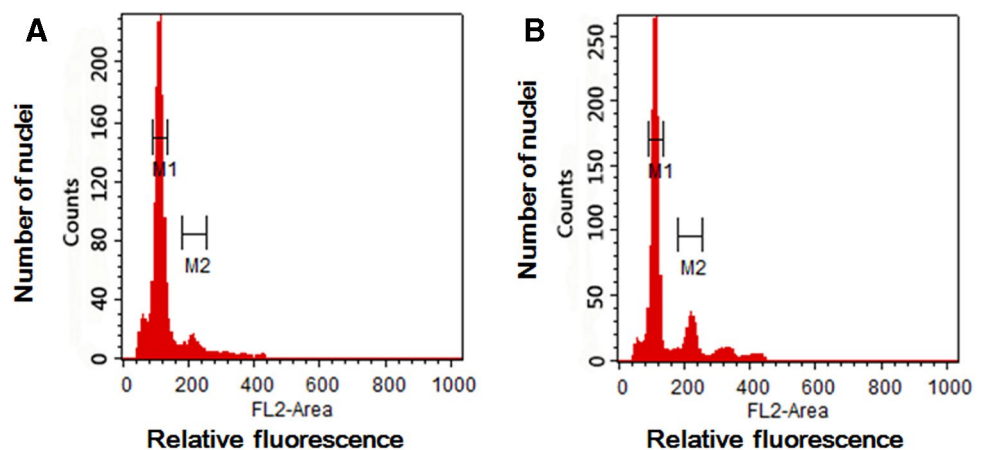 A
Number of nuclei
Counts
200
160
120
80
40
0
M1
M2
0 200 400 600 800 1000
FL2-Area
Relative fluorescence
B
Number of nuclei
Counts
250
200
150
100
50
0
M1
M2
0 200 400 600 800 1000
FL2-Area
Relative fluorescence